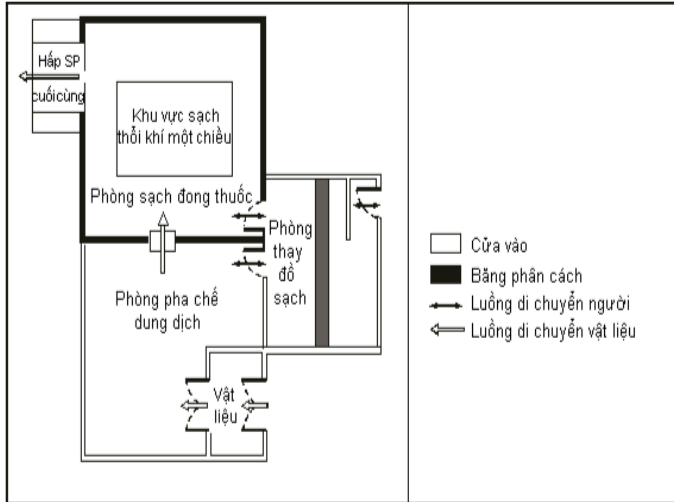 Hấp SP
cuối cùng
Khu vực sạch
thổi khí một chiều
Phòng sạch đong thuốc
Phòng
thay
đồ
sạch
Phòng pha chế
dung dịch
Vật
liệu
Cửa vào
Băng phân cách
Luồng di chuyển người
Luồng di chuyển vật liệu